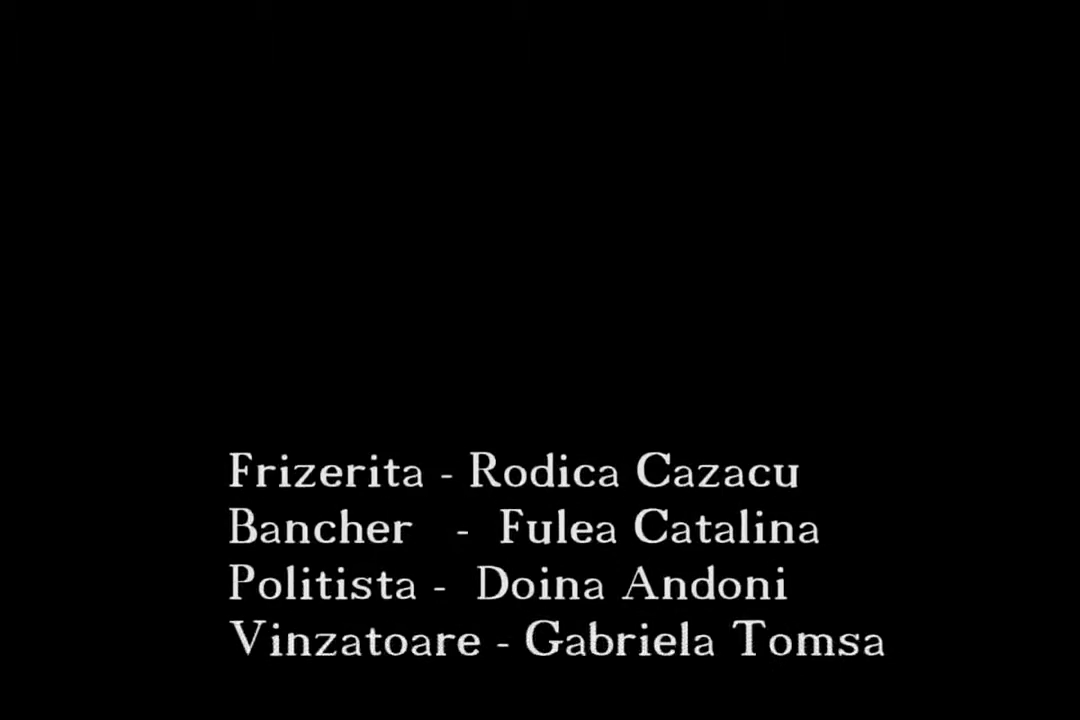 Frizerita - Rodica Cazacu
Bancher - Fulea Catalina
Politista - Doina Andoni
Vinzatoare - Gabriela Tomsa